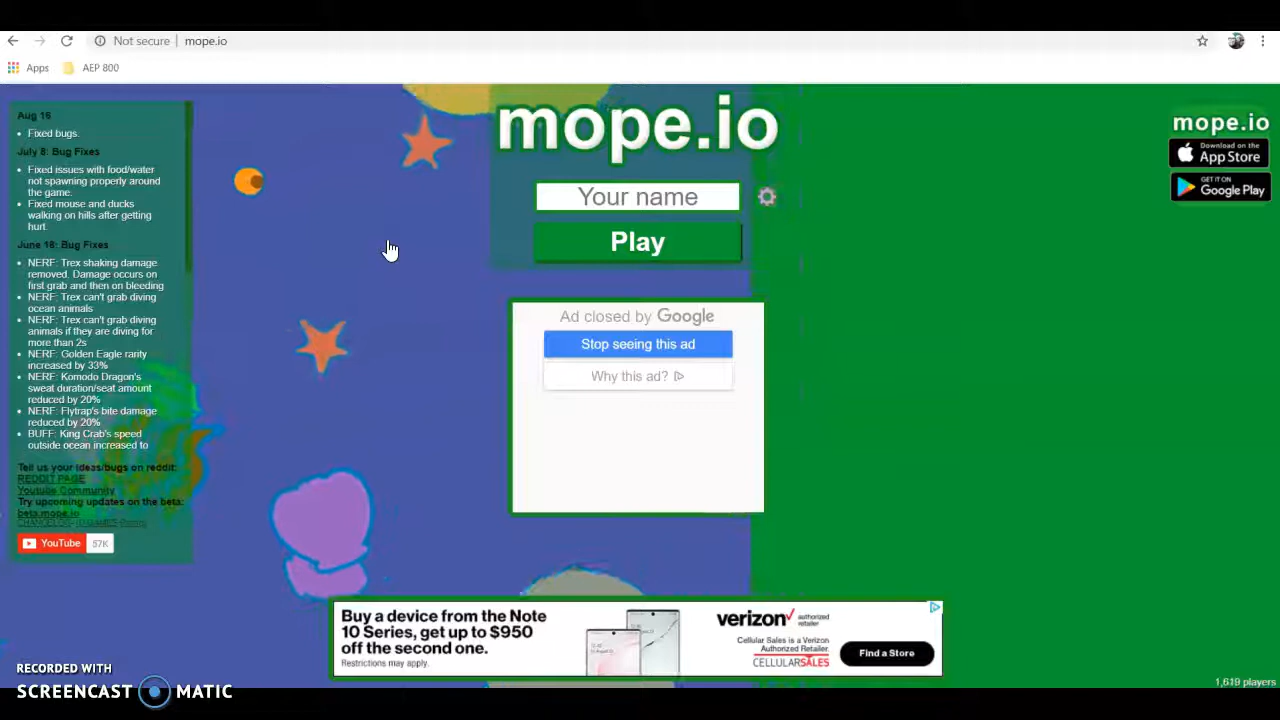 Not secure | mope.io
Apps AEP 800
Aug 16
Fixed bugs.
July 8: Bug Fixes
Fixed issues with food/water
not spawning properly around
the game.
Fixed mouse and ducks
walking on hills after getting
hurt.
June 18: Bug Fixes
NERF: Trex shaking damage
removed. Damage occurs on
first grab and then on bleeding
NERF: Trex can't grab diving
ocean animals
NERF: Trex can't grab diving
animals if they are diving for
more than 2s
NERF: Golden Eagle rarity
increased by 33%
NERF: Komodo Dragon's
sweat duration/seat amount
reduced by 20%
NERF: Flytrap's bite damage
reduced by 20%
BUFF: King Crab's speed
outside ocean increased to
Tell us your ideas/bugs on reddit:
REDDIT PAGE
Youtube Community
Try upcoming updates on the beta:
beta.mope.io
YouTube 57K
mope.io
Your name
Play
Ad closed by Google
Stop seeing this ad
Why this ad?
mope.io
Download on the
App Store
GET IT ON
Google Play
Buy a device from the Note
10 Series, get up to $950
off the second one.
Restrictions may apply.
verizon✓ authorized
retailer
Cellular Sales is a Verizon
Authorized Retailer.
CELLULARSALES
Find a Store
1,619 players
RECORDED WITH
SCREENCAST MATIC